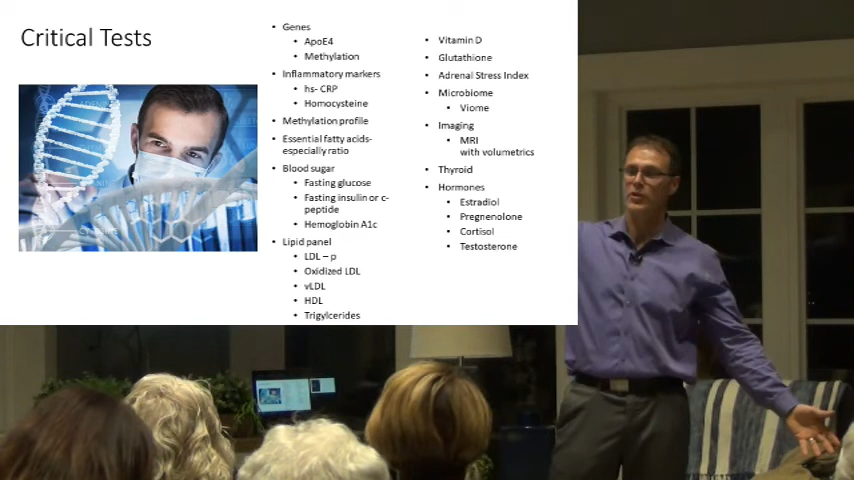 Critical Tests
• Genes
• ApoE4
• Methylation
• Inflammatory markers
• hs- CRP
• Homocysteine
• Methylation profile
• Essential fatty acids-
especially ratio
• Blood sugar
• Fasting glucose
• Fasting insulin or c-
peptide
• Hemoglobin A1c
• Lipid panel
• LDL – p
• Oxidized LDL
• vLDL
• HDL
• Trigylcerides
• Vitamin D
• Glutathione
• Adrenal Stress Index
• Microbiome
• Viome
• Imaging
• MRI
with volumetrics
• Thyroid
• Hormones
• Estradiol
• Pregnenolone
• Cortisol
• Testosterone